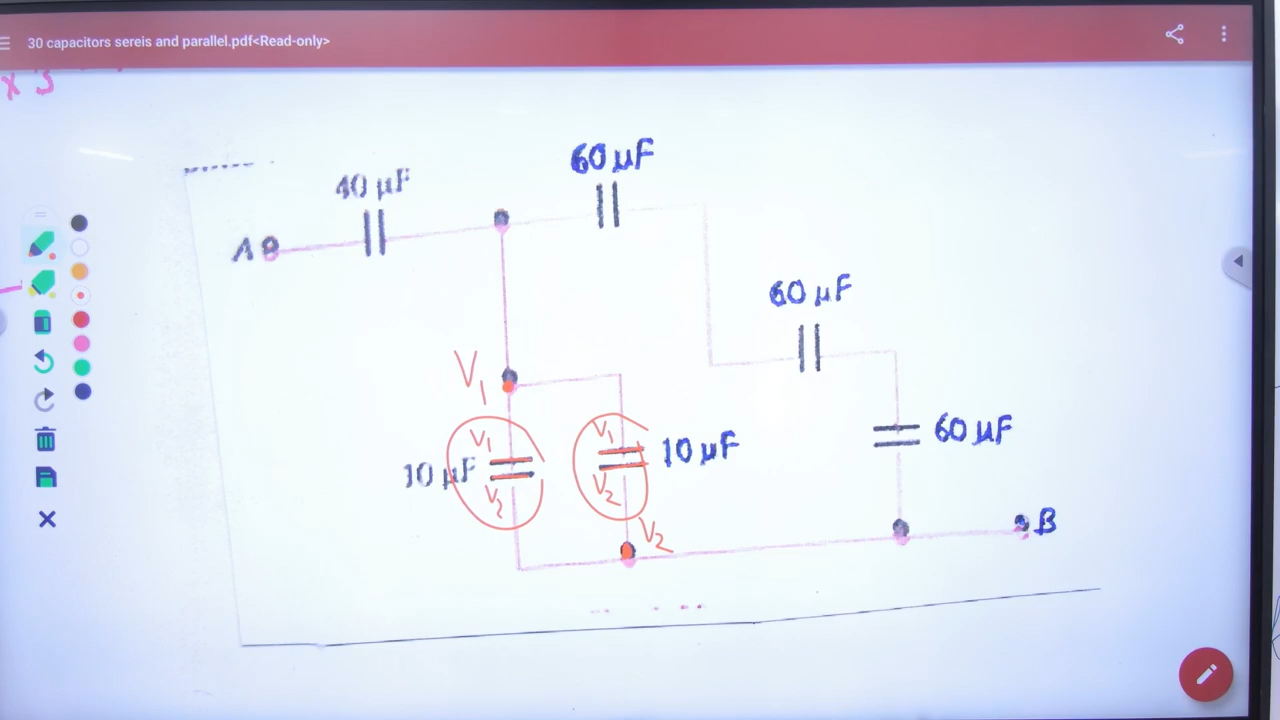 30 capacitors sereis and parallel.pdf<Read-only>
x 5
60 µF
40 µF
A
60 µF
V1
V1
V1
10 µF
10 µF
60 µF
V2
V2
V2
B